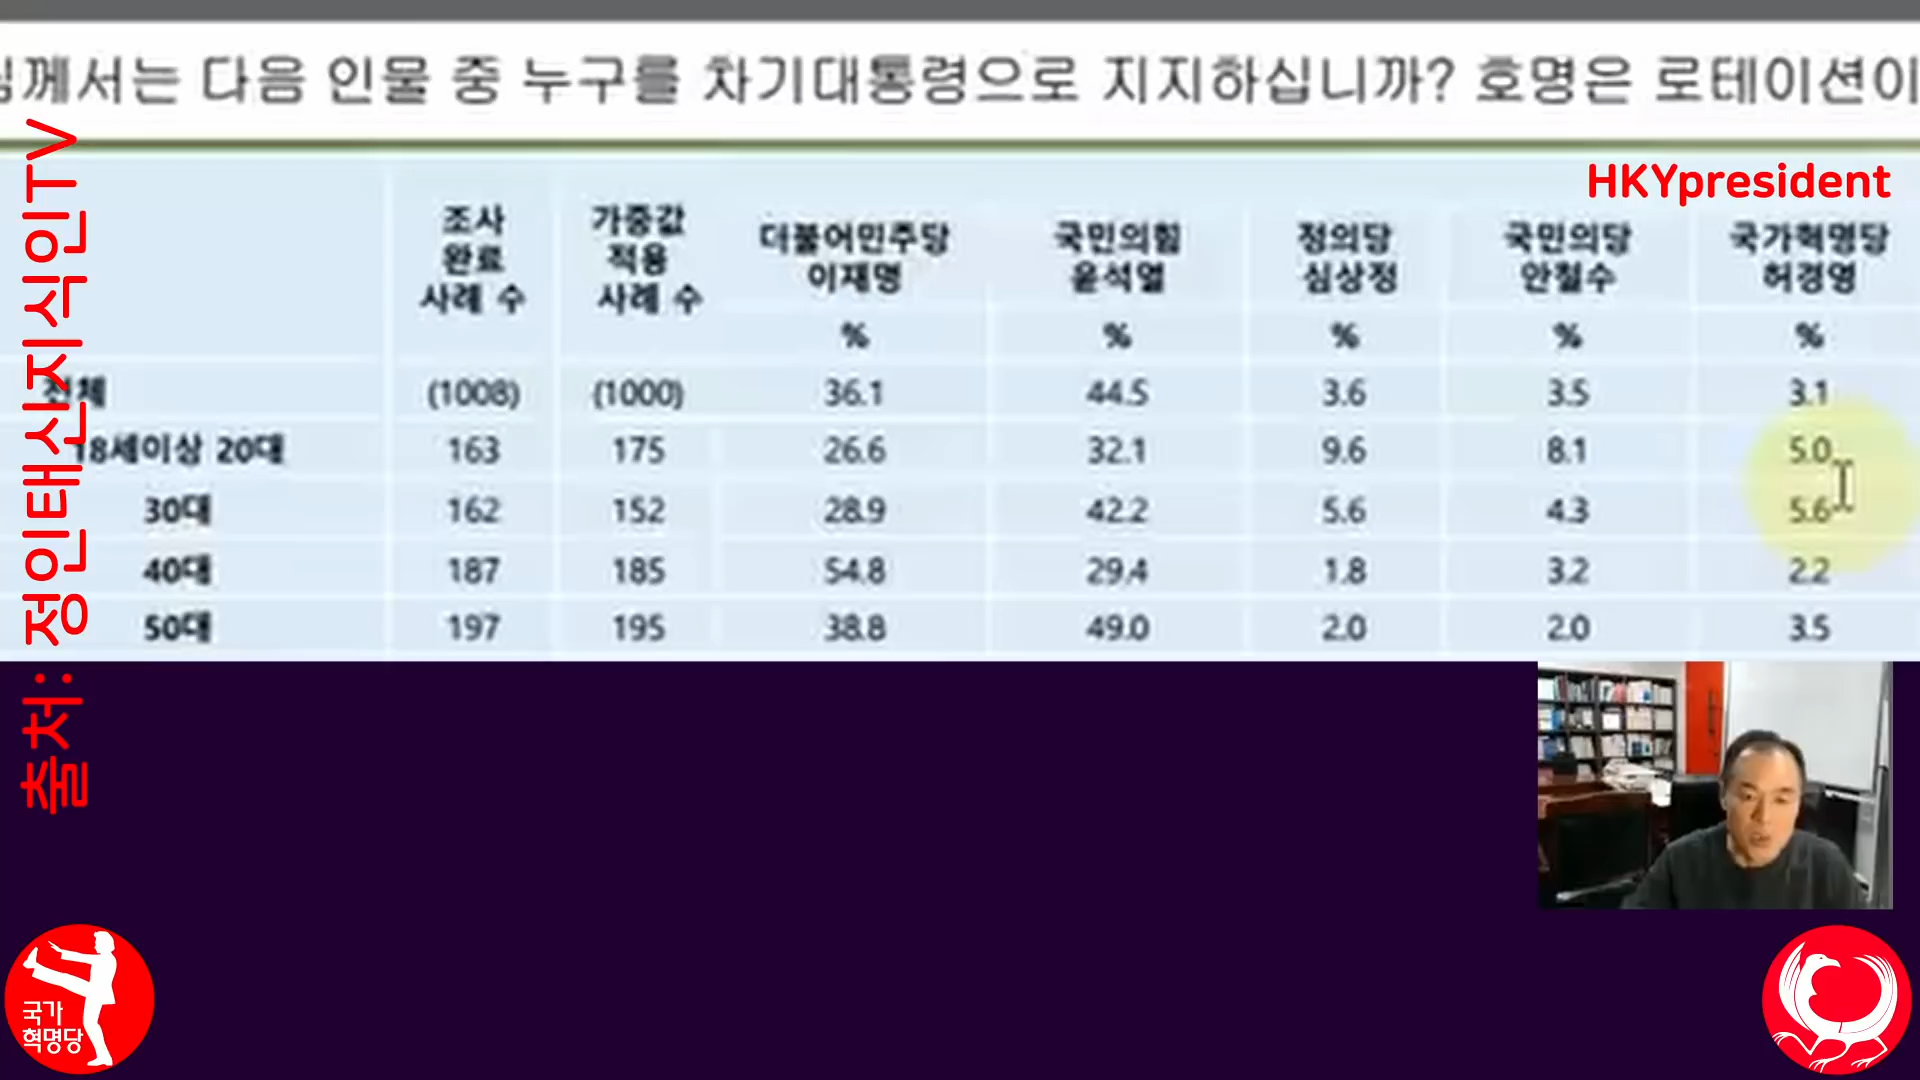 께서는 다음 인물 중 누구를 차기대통령으로 지지하십니까? 호명은 로테이션이
HKYpresident
출처: 정인태신지식인TV
조사 완료 사례 수
가중값 적용 사례 수
더불어민주당 이재명
국민의힘 윤석열
정의당 심상정
국민의당 안철수
국가혁명당 허경영
% % % % %
전체 (1008) (1000) 36.1 44.5 3.6 3.5 3.1
18세이상 20대 163 175 26.6 32.1 9.6 8.1 5.0
30대 162 152 28.9 42.2 5.6 4.3 5.6
40대 187 185 54.8 29.4 1.8 3.2 2.2
50대 197 195 38.8 49.0 2.0 2.0 3.5
국가
혁명당